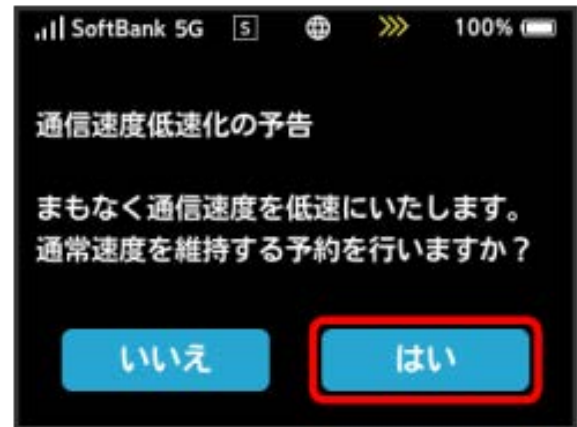 SoftBank 5G S 100%
通信速度低速化の予告
まもなく通信速度を低速にいたします。
通常速度を維持する予約を行いますか？
いいえ はい